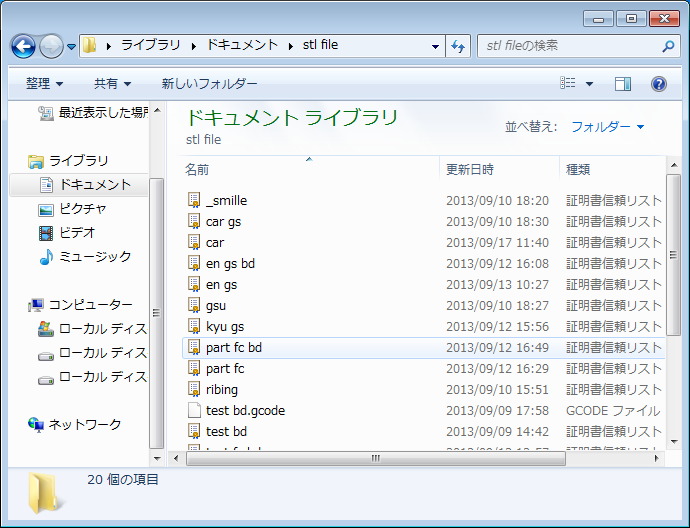 ライブラリ ドキュメント stl file stl fileの検索
整理 共有 新しいフォルダー
最近表示した場所
ライブラリ
ドキュメント
ピクチャ
ビデオ
ミュージック
コンピューター
ローカル ディス
ローカル ディス
ローカル ディス
ネットワーク
ドキュメント ライブラリ
stl file
並べ替え: フォルダー
名前 更新日時 種類
_smille 2013/09/10 18:20 証明書信頼リスト
car gs 2013/09/10 18:30 証明書信頼リスト
car 2013/09/17 11:40 証明書信頼リスト
en gs bd 2013/09/12 16:08 証明書信頼リスト
en gs 2013/09/13 10:27 証明書信頼リスト
gsu 2013/09/10 18:27 証明書信頼リスト
kyu gs 2013/09/12 15:56 証明書信頼リスト
part fc bd 2013/09/12 16:49 証明書信頼リスト
part fc 2013/09/12 16:29 証明書信頼リスト
ribing 2013/09/10 15:51 証明書信頼リスト
test bd.gcode 2013/09/09 17:58 GCODE ファイル
test bd 2013/09/09 14:42 証明書信頼リスト
20 個の項目